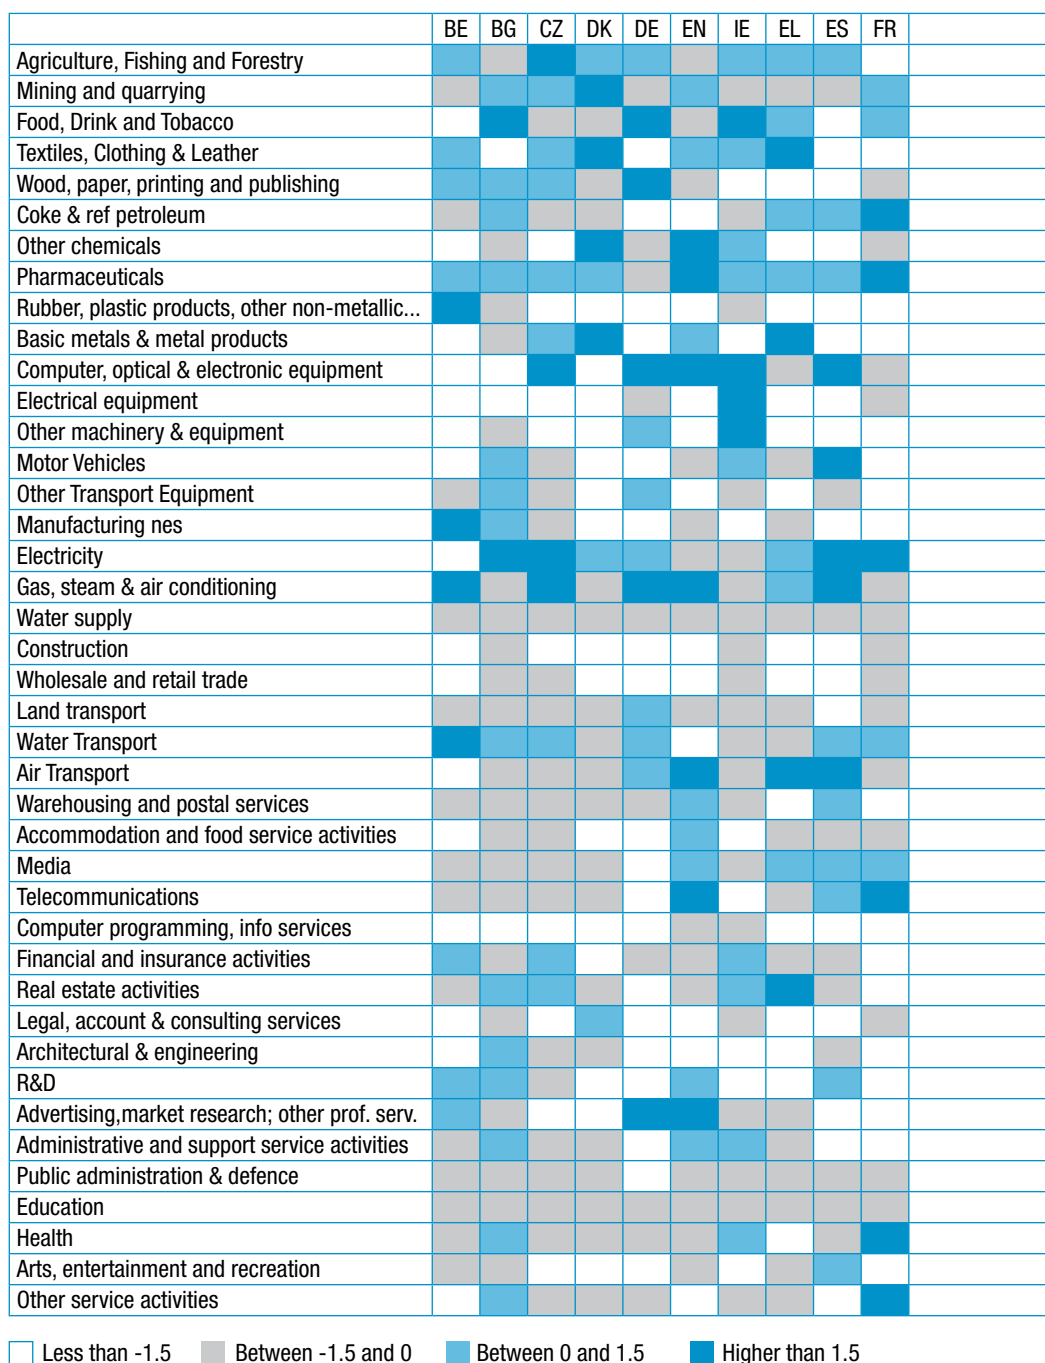 BE BG CZ DK DE EN IE EL ES FR
Agriculture, Fishing and Forestry
Mining and quarrying
Food, Drink and Tobacco
Textiles, Clothing & Leather
Wood, paper, printing and publishing
Coke & ref petroleum
Other chemicals
Pharmaceuticals
Rubber, plastic products, other non-metallic...
Basic metals & metal products
Computer, optical & electronic equipment
Electrical equipment
Other machinery & equipment
Motor Vehicles
Other Transport Equipment
Manufacturing nes
Electricity
Gas, steam & air conditioning
Water supply
Construction
Wholesale and retail trade
Land transport
Water Transport
Air Transport
Warehousing and postal services
Accommodation and food service activities
Media
Telecommunications
Computer programming, info services
Financial and insurance activities
Real estate activities
Legal, account & consulting services
Architectural & engineering
R&D
Advertising,market research; other prof. serv.
Administrative and support service activities
Public administration & defence
Education
Health
Arts, entertainment and recreation
Other service activities
Less than -1.5 Between -1.5 and 0 Between 0 and 1.5 Higher than 1.5